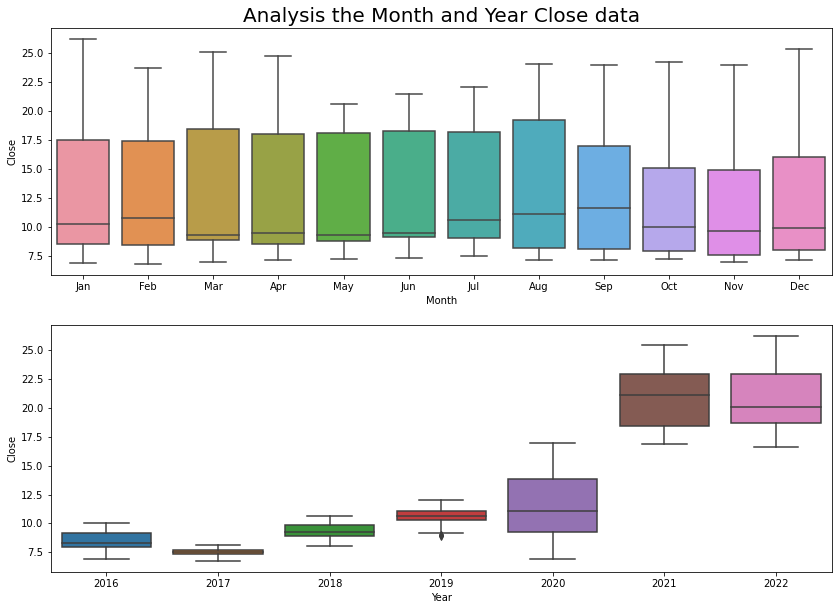 Analysis the Month and Year Close data
25.0
22.5
20.0
17.5
15.0
12.5
10.0
7.5
Close
Jan Feb Mar Apr May Jun Jul Aug Sep Oct Nov Dec
Month
25.0
22.5
20.0
17.5
15.0
12.5
10.0
7.5
Close
2016 2017 2018 2019 2020 2021 2022
Year